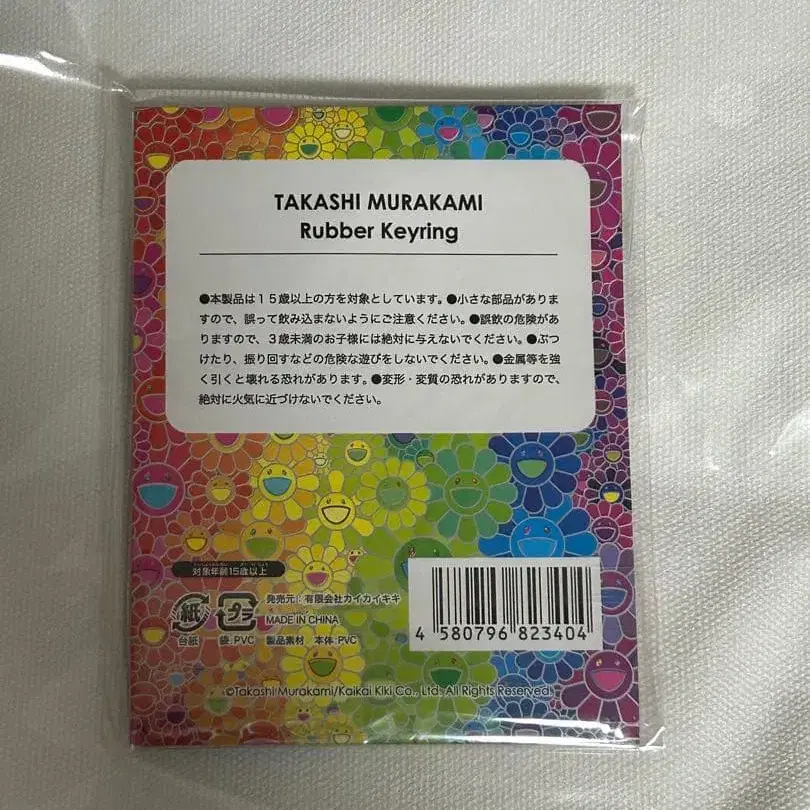 TAKASHI MURAKAMI
Rubber Keyring
●本製品は15歳以上の方を対象としています。●小さな部品がありま
すので、誤って飲み込まないようにご注意ください。●誤飲の危険があ
りますので、3歳未満のお子様には絶対に与えないでください。●ぶつ
けたり、振り回すなどの危険な遊びをしないでください。●金属等を強
く引くと壊れる恐れがあります。●変形・変質の恐れがありますので、
絶対に火気に近づけないでください。
対象年齢15歳以上
紙 プラ
台紙 袋:PVC
発売元:有限会社カイカイキキ
MADE IN CHINA
製品素材 本体:PVC
4 580796 823404
©Takashi Murakami/Kaikai Kiki Co., Ltd. All Rights Reserved.